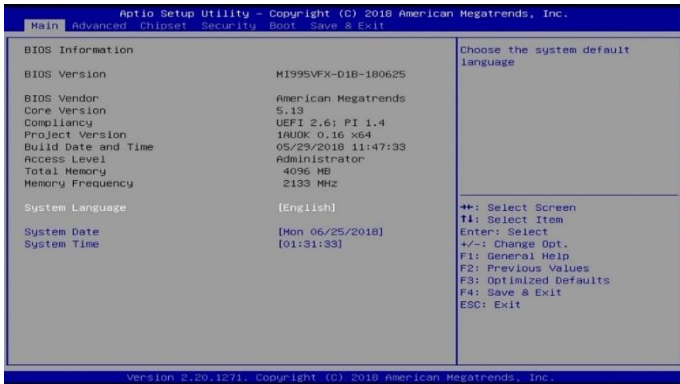 Aptio Setup Utility – Copyright (C) 2018 American Megatrends, Inc.
Main Advanced Chipset Security Boot Save & Exit
BIOS Information
BIOS Version MI995VFX-D1B-180625
BIOS Vendor American Megatrends
Core Version 5.13
Compliancy UEFI 2.6; PI 1.4
Project Version 1AUOK 0.16 x64
Build Date and Time 05/29/2018 11:47:33
Access Level Administrator
Total Memory 4096 MB
Memory Frequency 2133 MHz
System Language [English]
System Date [Mon 06/25/2018]
System Time [01:31:33]
Choose the system default
language
→←: Select Screen
↑↓: Select Item
Enter: Select
+/-: Change Opt.
F1: General Help
F2: Previous Values
F3: Optimized Defaults
F4: Save & Exit
ESC: Exit
Version 2.20.1271. Copyright (C) 2018 American Megatrends, Inc.